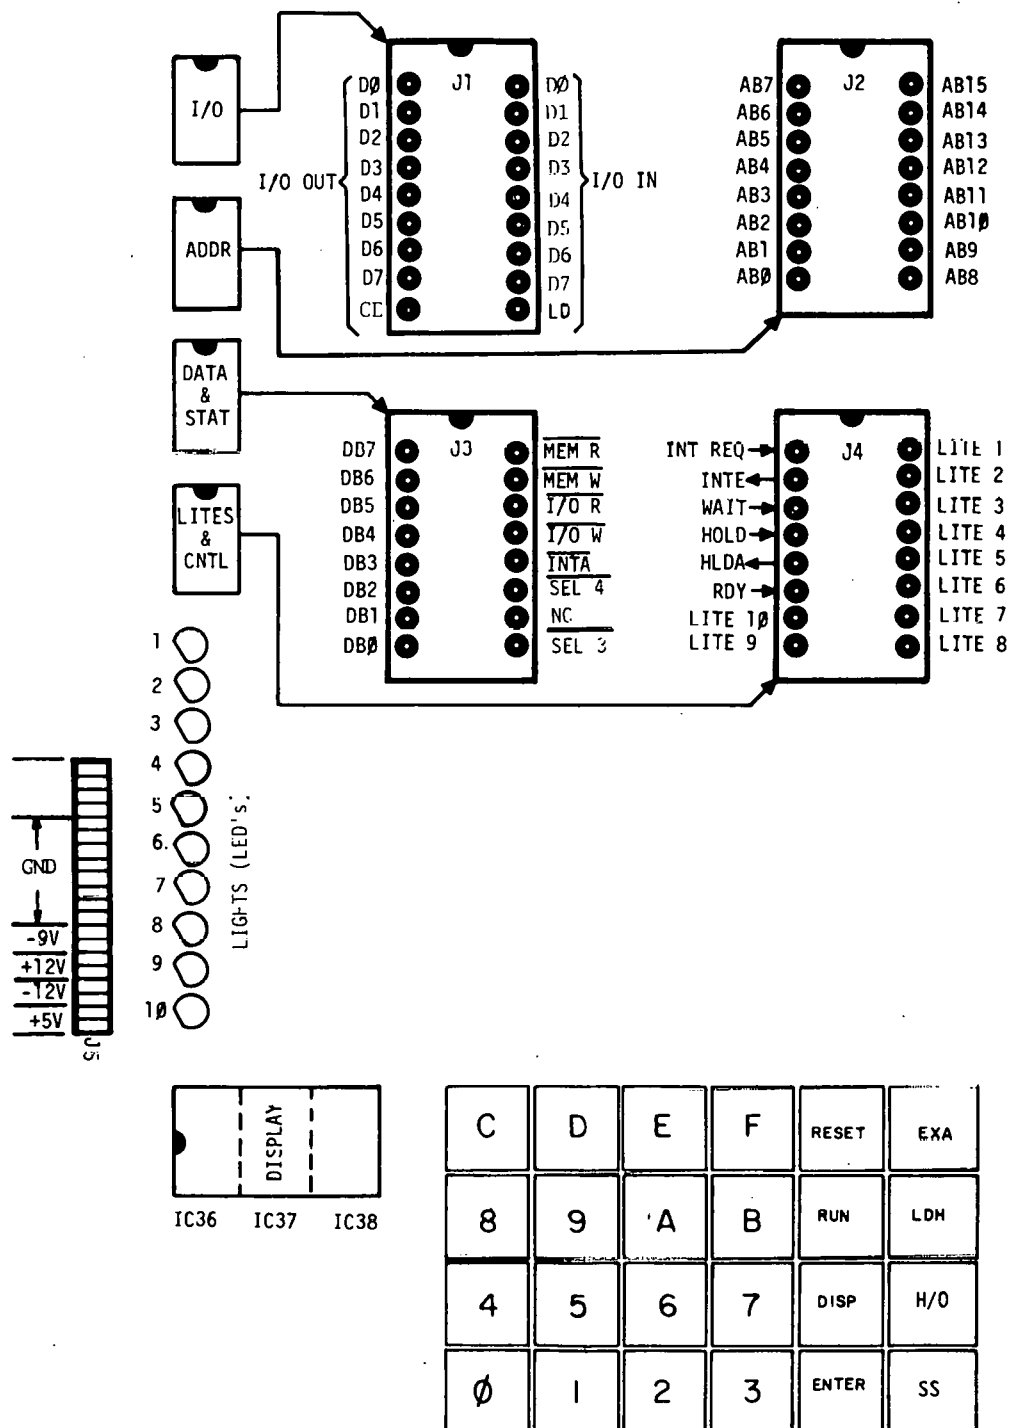 I/O
ADDR
DATA
&
STAT
LITES
&
CNTL
J1
I/O OUT
DØ
D1
D2
D3
D4
D5
D6
D7
CE
DØ
D1
D2
D3
D4
D5
D6
D7
LD
I/O IN
J2
AB7
AB6
AB5
AB4
AB3
AB2
AB1
ABØ
AB15
AB14
AB13
AB12
AB11
AB1Ø
AB9
AB8
J3
DB7
DB6
DB5
DB4
DB3
DB2
DB1
DBØ
MEM R
MEM W
I/O R
I/O W
INTA
SEL 4
NC
SEL 3
J4
INT REQ
INTE
WAIT
HOLD
HLDA
RDY
LITE 1Ø
LITE 9
LITE 1
LITE 2
LITE 3
LITE 4
LITE 5
LITE 6
LITE 7
LITE 8
1
2
3
4
5
6.
7
8
9
1Ø
LIGHTS (LED's)
GND
-9V
+12V
-12V
+5V
J5
DISPLAY
IC36 IC37 IC38
C D E F RESET EXA
8 9 A B RUN LDH
4 5 6 7 DISP H/O
Ø 1 2 3 ENTER SS